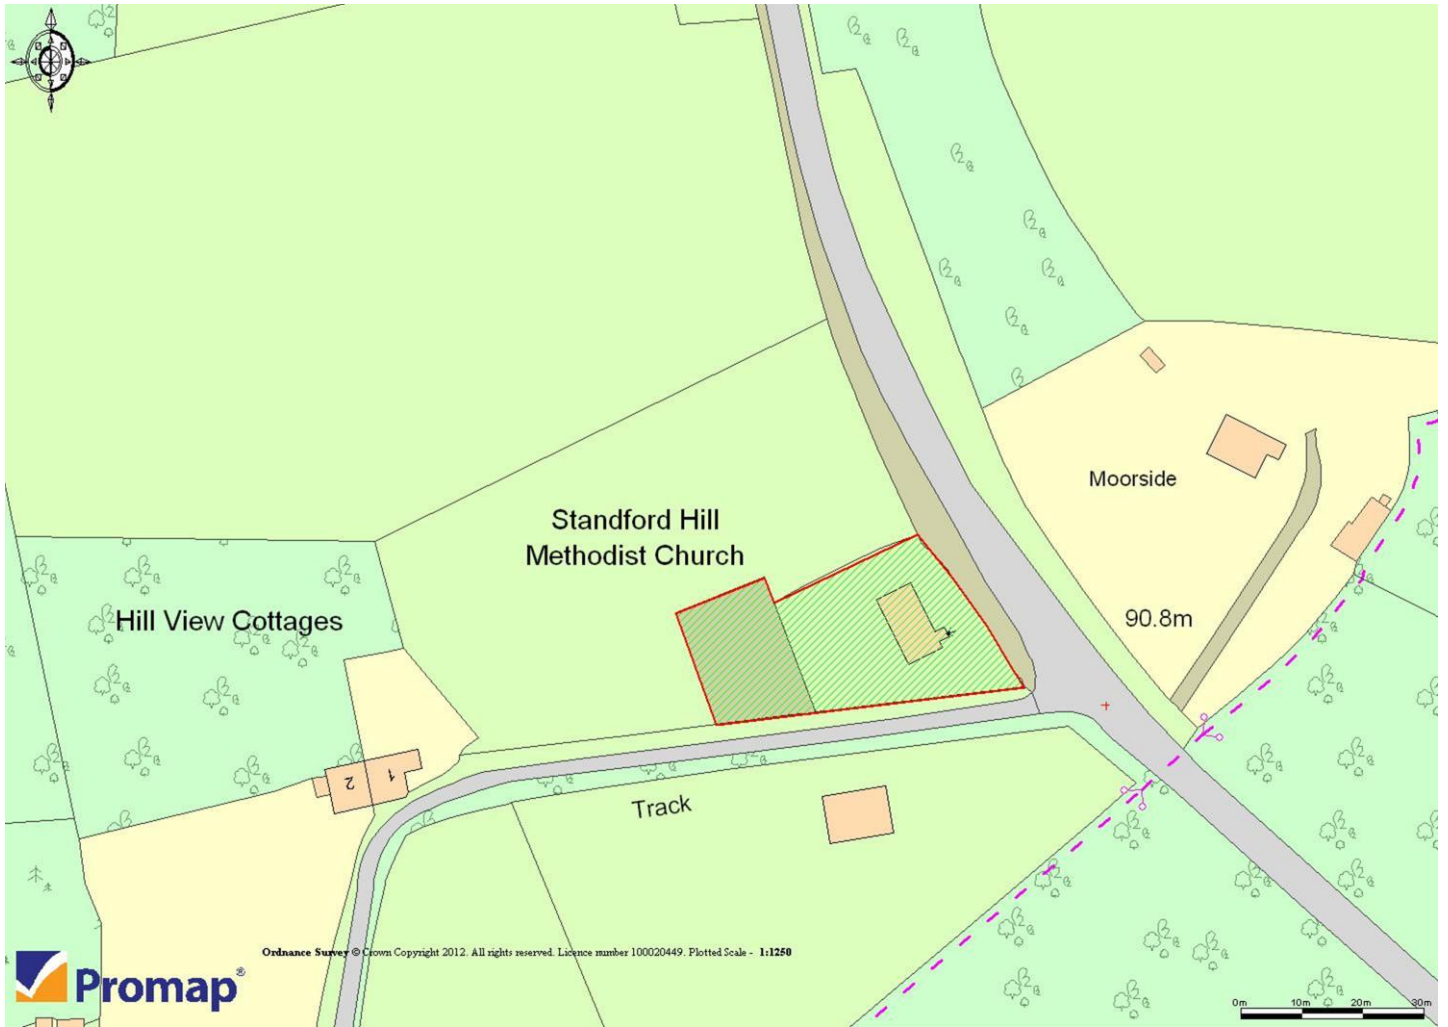 Standford Hill
Methodist Church
Moorside
90.8m
Hill View Cottages
2
1
Track
Ordnance Survey © Crown Copyright 2012. All rights reserved. Licence number 100020449. Plotted Scale - 1:1250
Promap®
0m 10m 20m 30m